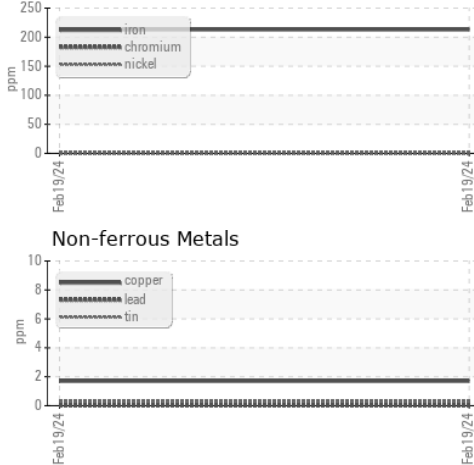 250
200
150
100
50
0
ppm
iron
chromium
nickel
Feb19/24
Feb19/24
Non-ferrous Metals
10
8
6
4
2
0
ppm
copper
lead
tin
Feb19/24
Feb19/24